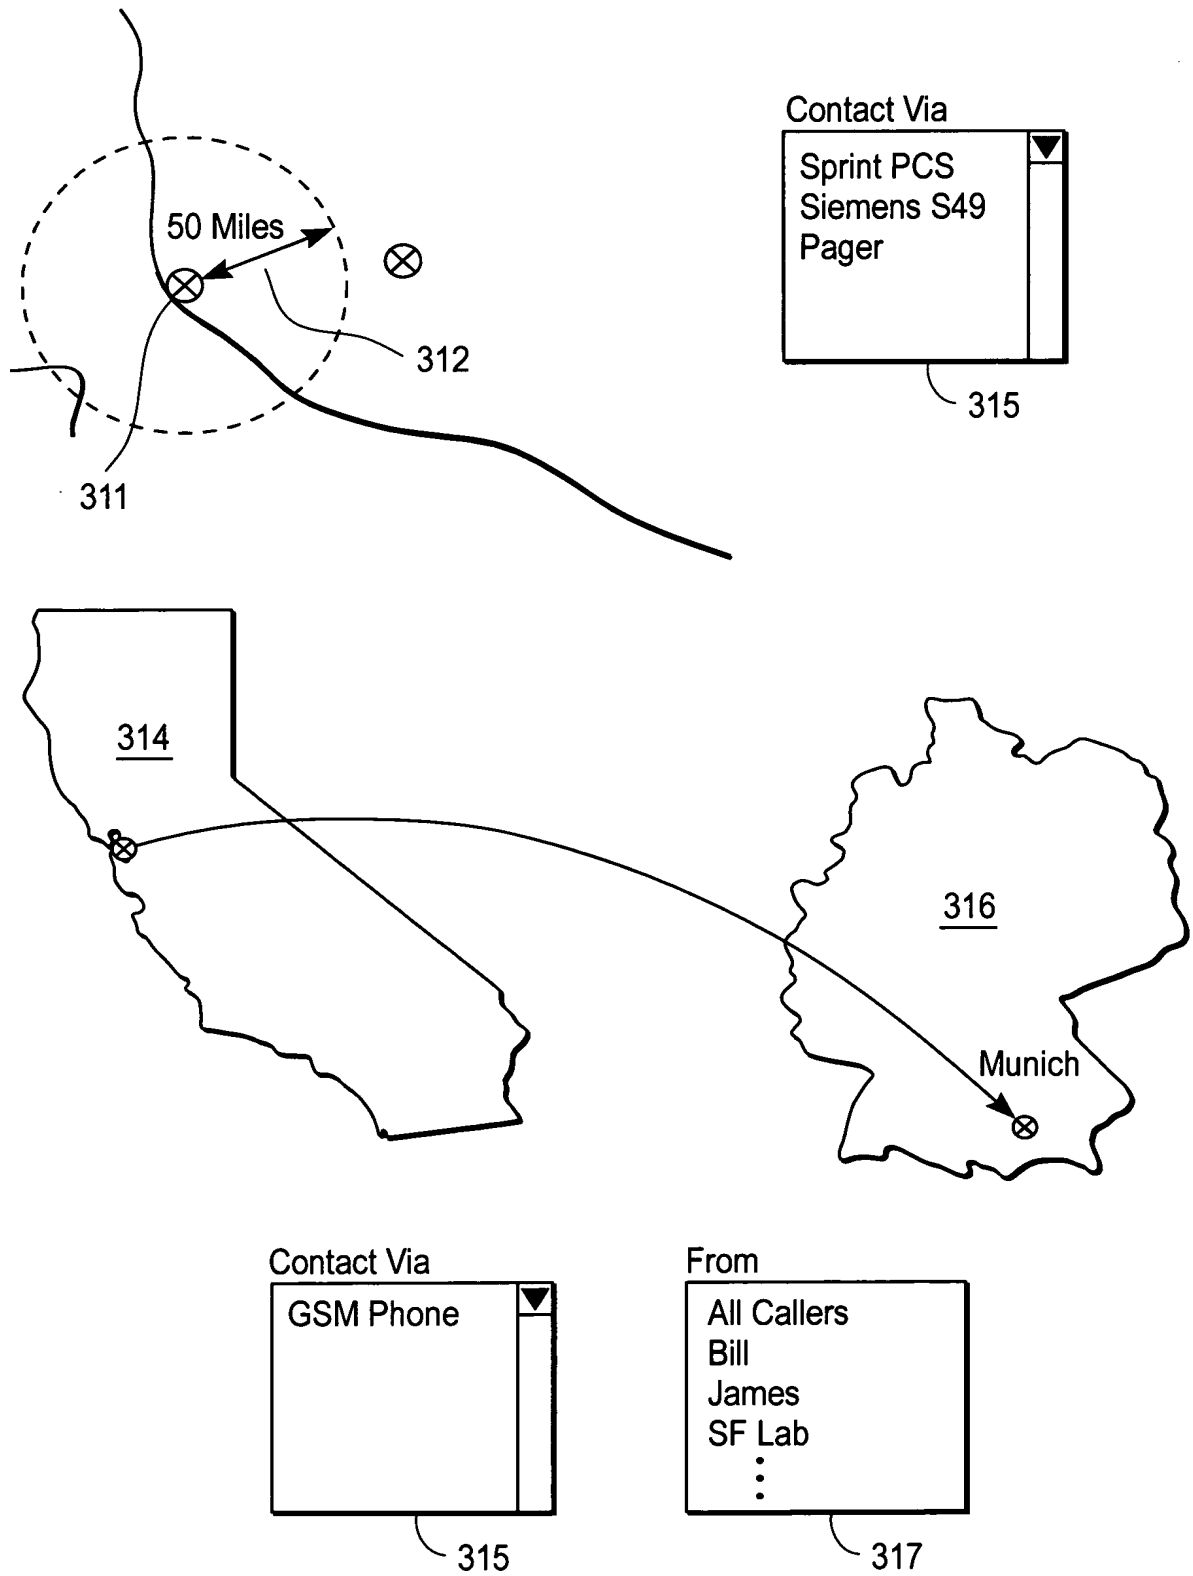 Contact Via
Sprint PCS
Siemens S49
Pager
50 Miles
312
315
311
314
316
Munich
Contact Via
GSM Phone
315
From
All Callers
Bill
James
SF Lab
317